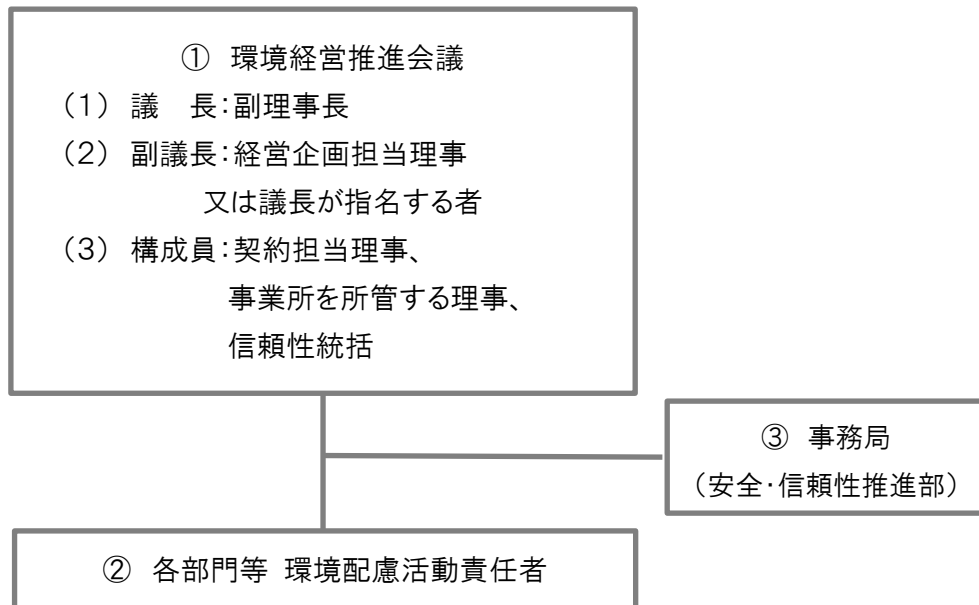 ① 環境経営推進会議
（1） 議　長：副理事長
（2） 副議長：経営企画担当理事
又は議長が指名する者
（3） 構成員：契約担当理事、
事業所を所管する理事、
信頼性統括
③ 事務局
（安全・信頼性推進部）
② 各部門等 環境配慮活動責任者